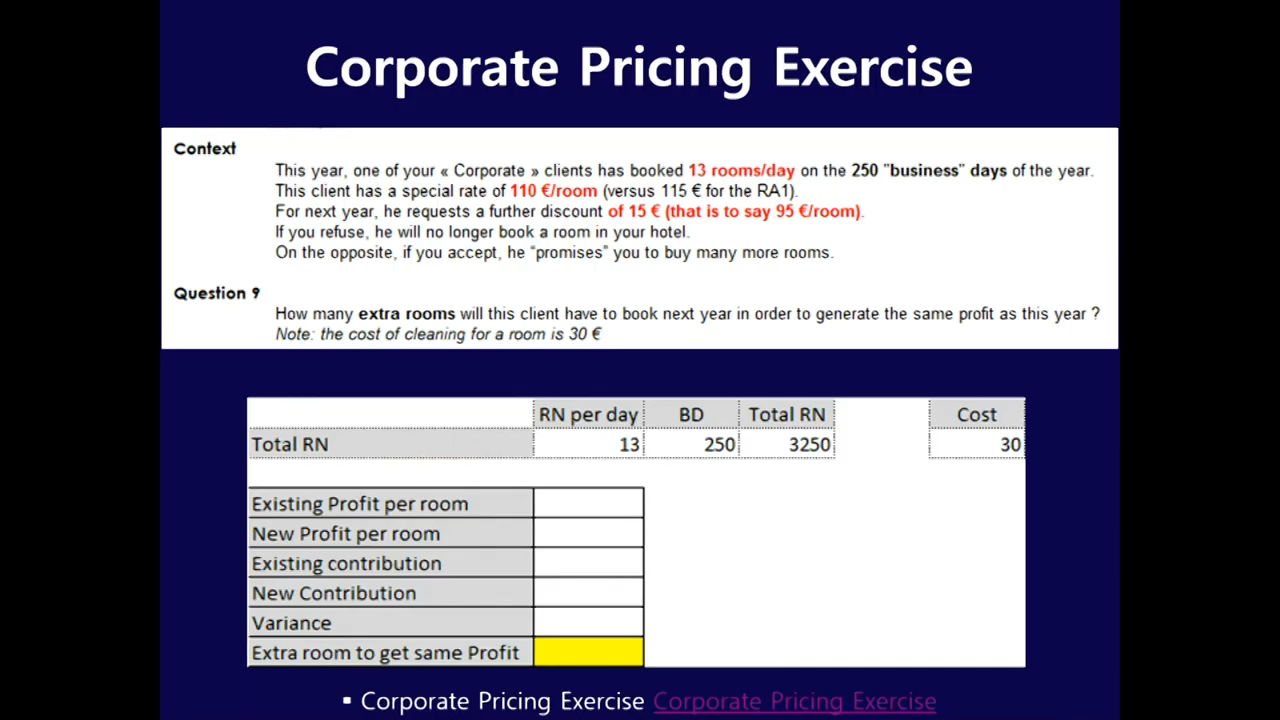 Corporate Pricing Exercise
Context
This year, one of your « Corporate » clients has booked 13 rooms/day on the 250 "business" days of the year.
This client has a special rate of 110 €/room (versus 115 € for the RA1).
For next year, he requests a further discount of 15 € (that is to say 95 €/room).
If you refuse, he will no longer book a room in your hotel.
On the opposite, if you accept, he “promises” you to buy many more rooms.
Question 9
How many extra rooms will this client have to book next year in order to generate the same profit as this year ?
Note: the cost of cleaning for a room is 30 €
RN per day BD Total RN Cost
Total RN 13 250 3250 30
Existing Profit per room
New Profit per room
Existing contribution
New Contribution
Variance
Extra room to get same Profit
▪ Corporate Pricing Exercise Corporate Pricing Exercise